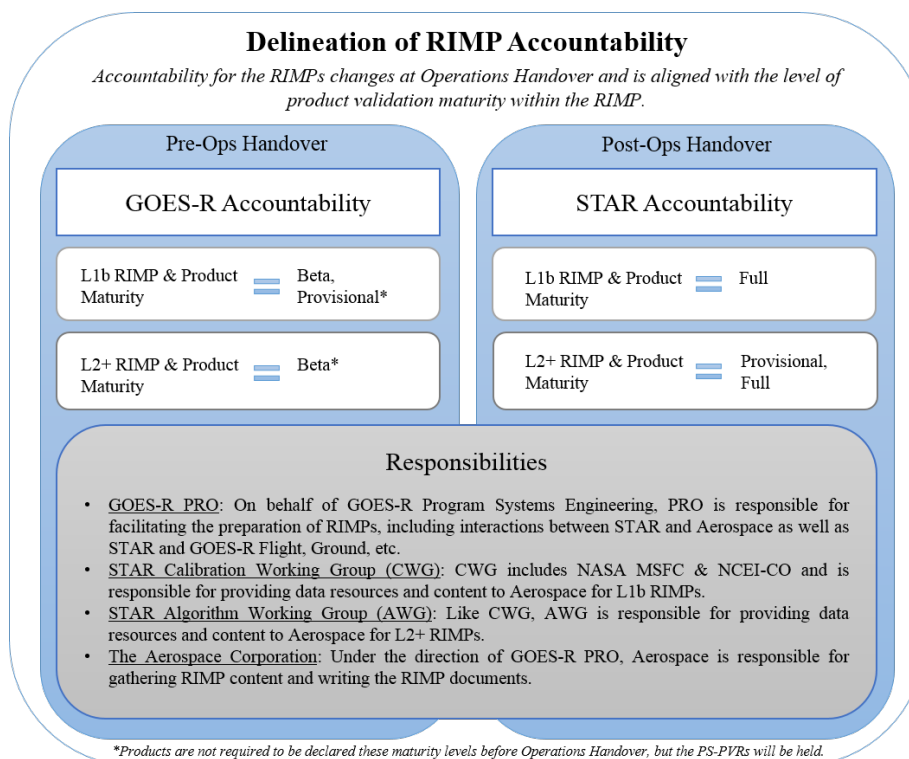 Delineation of RIMP Accountability
Accountability for the RIMPs changes at Operations Handover and is aligned with the level of
product validation maturity within the RIMP.
Pre-Ops Handover
GOES-R Accountability
L1b RIMP & Product
Maturity
Beta,
Provisional*
L2+ RIMP & Product
Maturity
Beta*
Post-Ops Handover
STAR Accountability
L1b RIMP & Product
Maturity
Full
L2+ RIMP & Product
Maturity
Provisional,
Full
Responsibilities
• GOES-R PRO: On behalf of GOES-R Program Systems Engineering, PRO is responsible for
facilitating the preparation of RIMPs, including interactions between STAR and Aerospace as well as
STAR and GOES-R Flight, Ground, etc.
• STAR Calibration Working Group (CWG): CWG includes NASA MSFC & NCEI-CO and is
responsible for providing data resources and content to Aerospace for L1b RIMPs.
• STAR Algorithm Working Group (AWG): Like CWG, AWG is responsible for providing data
resources and content to Aerospace for L2+ RIMPs.
• The Aerospace Corporation: Under the direction of GOES-R PRO, Aerospace is responsible for
gathering RIMP content and writing the RIMP documents.
*Products are not required to be declared these maturity levels before Operations Handover, but the PS-PVRs will be held.